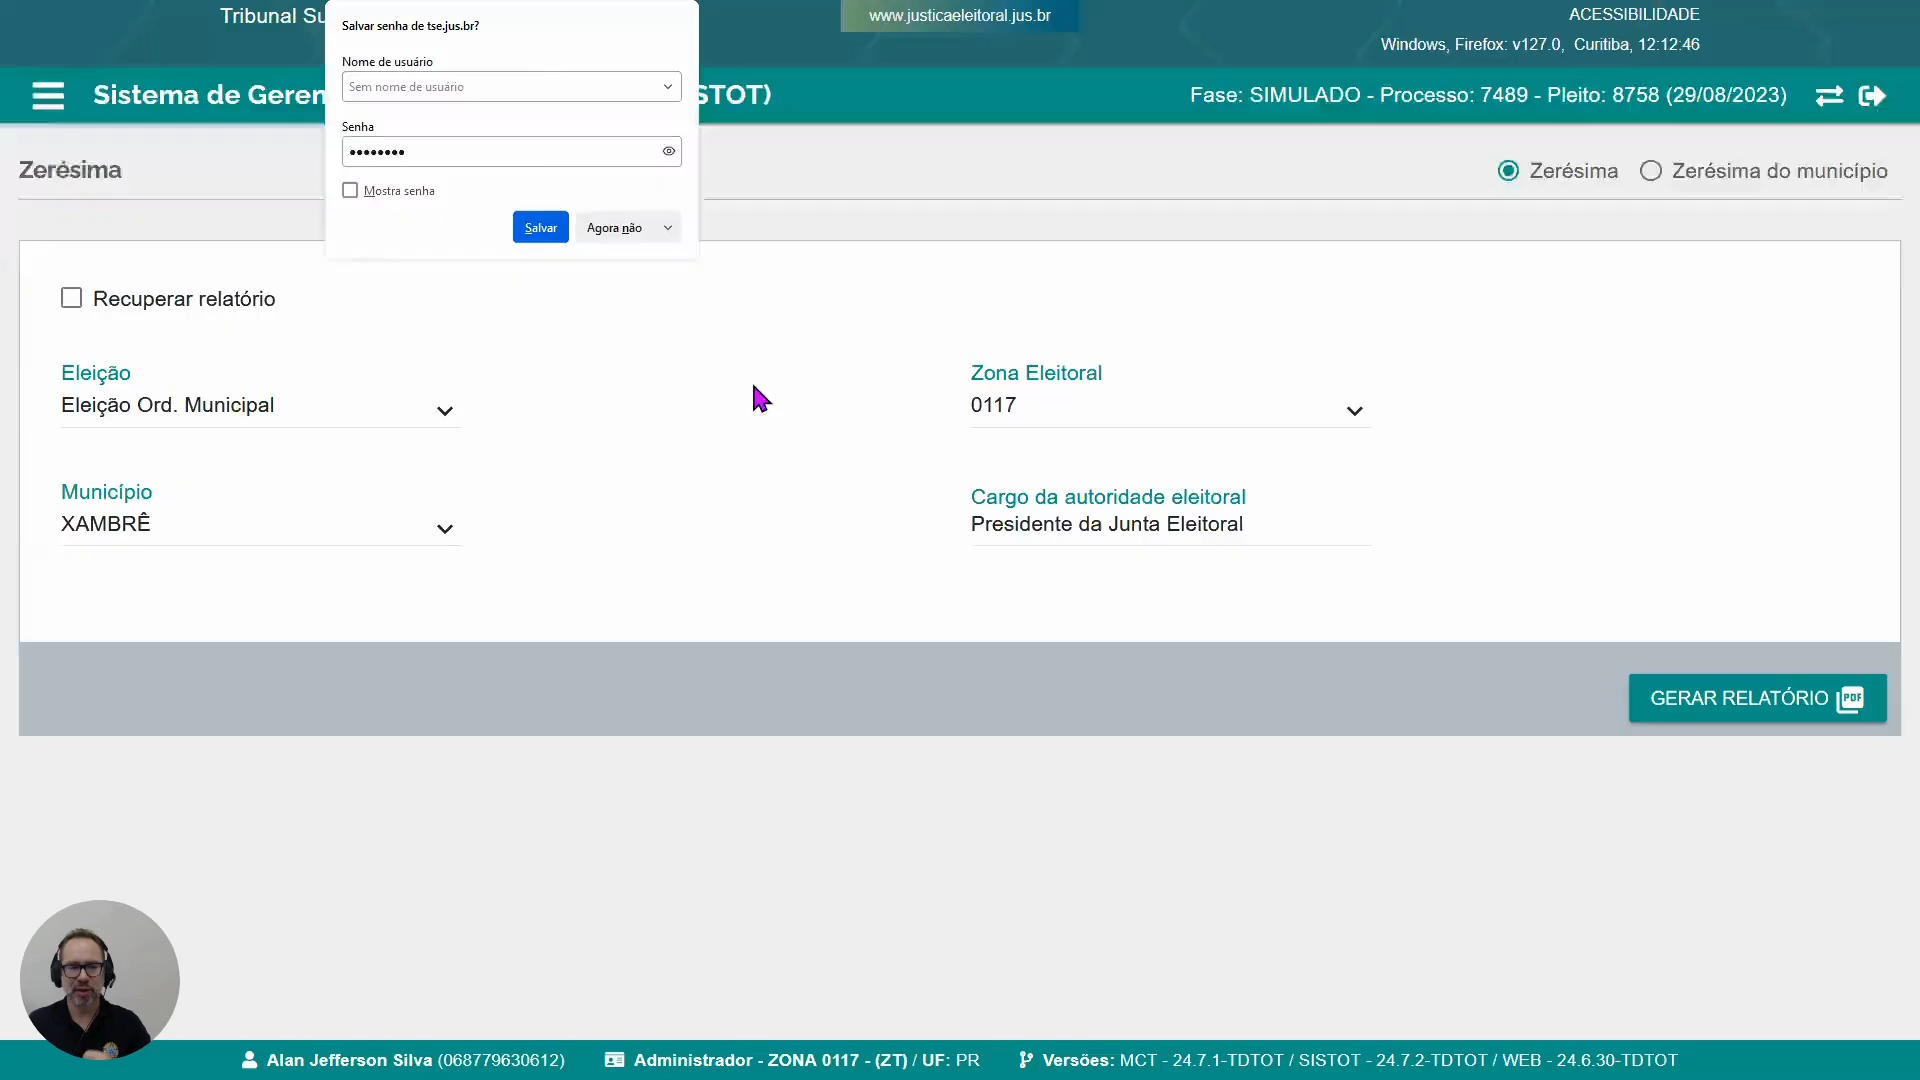 Tribunal Su
www.justicaeleitoral.jus.br
ACESSIBILIDADE
Windows, Firefox: v127.0, Curitiba, 12:12:46
Salvar senha de tse.jus.br?
Nome de usuário
Sem nome de usuário
Senha
••••••••
Mostra senha
Salvar
Agora não
Sistema de Geren
STOT)
Fase: SIMULADO - Processo: 7489 - Pleito: 8758 (29/08/2023)
Zerésima
Zerésima
Zerésima do município
Recuperar relatório
Eleição
Eleição Ord. Municipal
Zona Eleitoral
0117
Município
XAMBRÊ
Cargo da autoridade eleitoral
Presidente da Junta Eleitoral
GERAR RELATÓRIO
PDF
Alan Jefferson Silva (068779630612)
Administrador - ZONA 0117 - (ZT) / UF: PR
Versões: MCT - 24.7.1-TDTOT / SISTOT - 24.7.2-TDTOT / WEB - 24.6.30-TDTOT